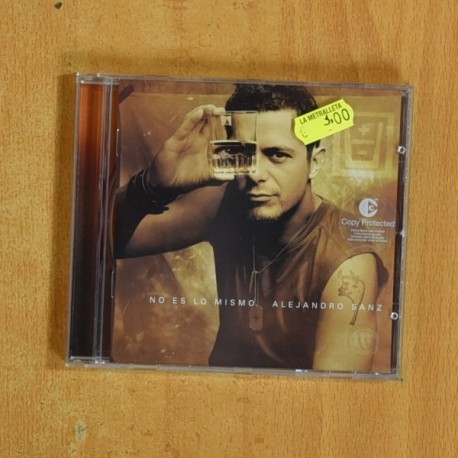 LA METRALLETA
€ 3,00
Copy Protected
NO ES LO MISMO. ALEJANDRO SANZ